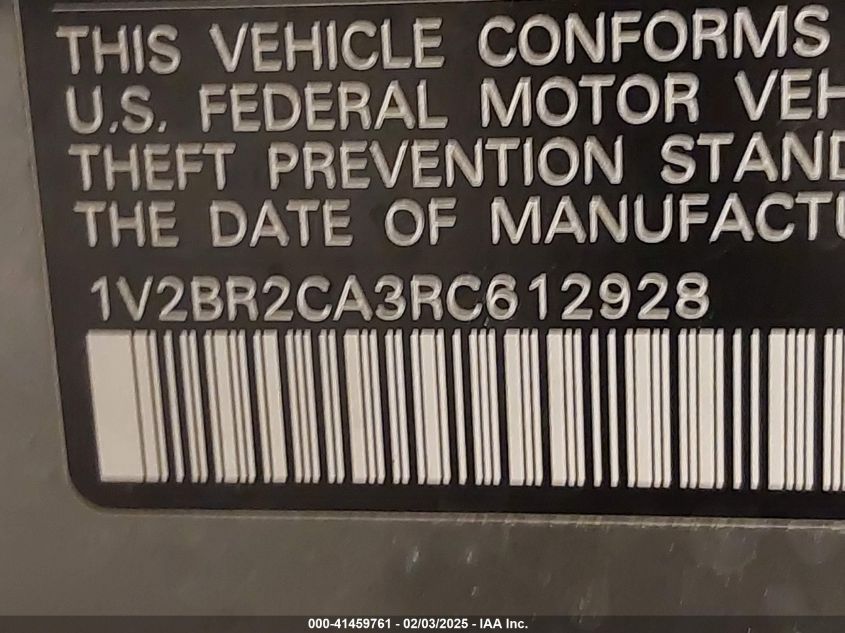 THIS VEHICLE CONFORMS
U.S. FEDERAL MOTOR VEH
THEFT PREVENTION STAND
THE DATE OF MANUFACTU
1V2BR2CA3RC612928
000-41459761 - 02/03/2025 - IAA Inc.